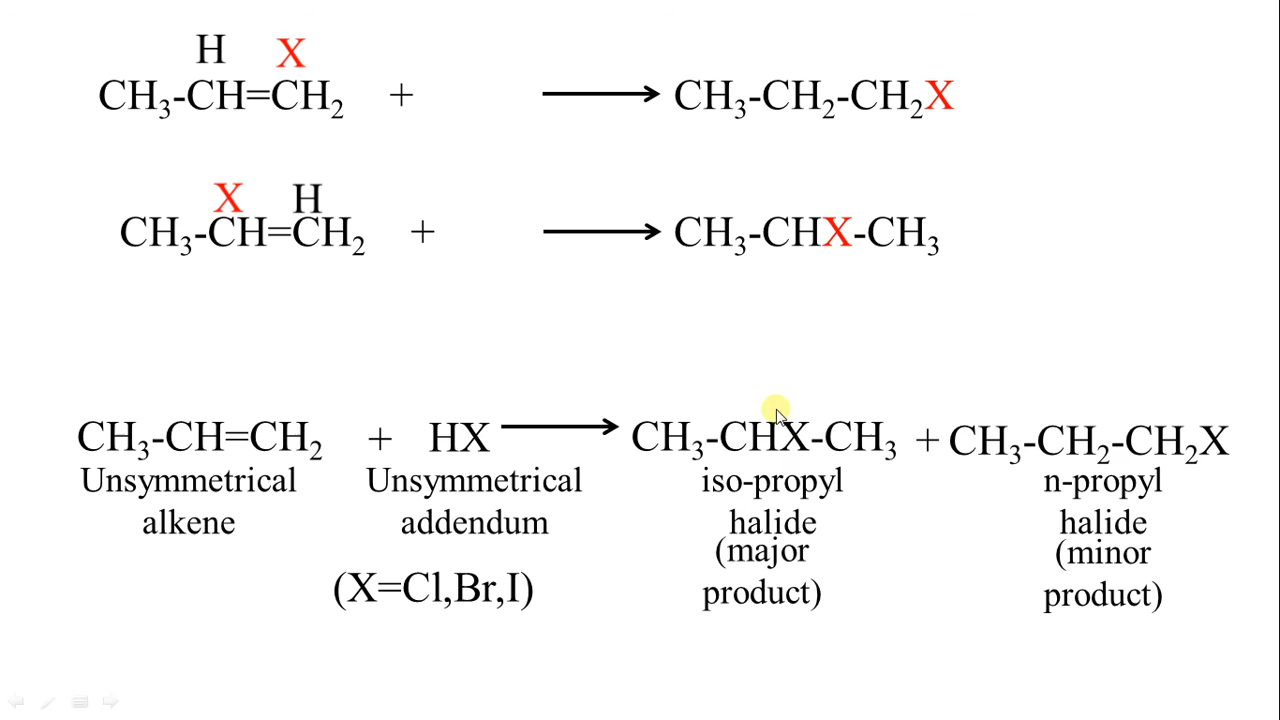 H X
CH₃-CH=CH₂ + ⟶ CH₃-CH₂-CH₂X
X H
CH₃-CH=CH₂ + ⟶ CH₃-CHX-CH₃
CH₃-CH=CH₂ + HX ⟶ CH₃-CHX-CH₃ + CH₃-CH₂-CH₂X
Unsymmetrical Unsymmetrical iso-propyl n-propyl
alkene addendum halide halide
(major (minor
(X=Cl,Br,I) product) product)